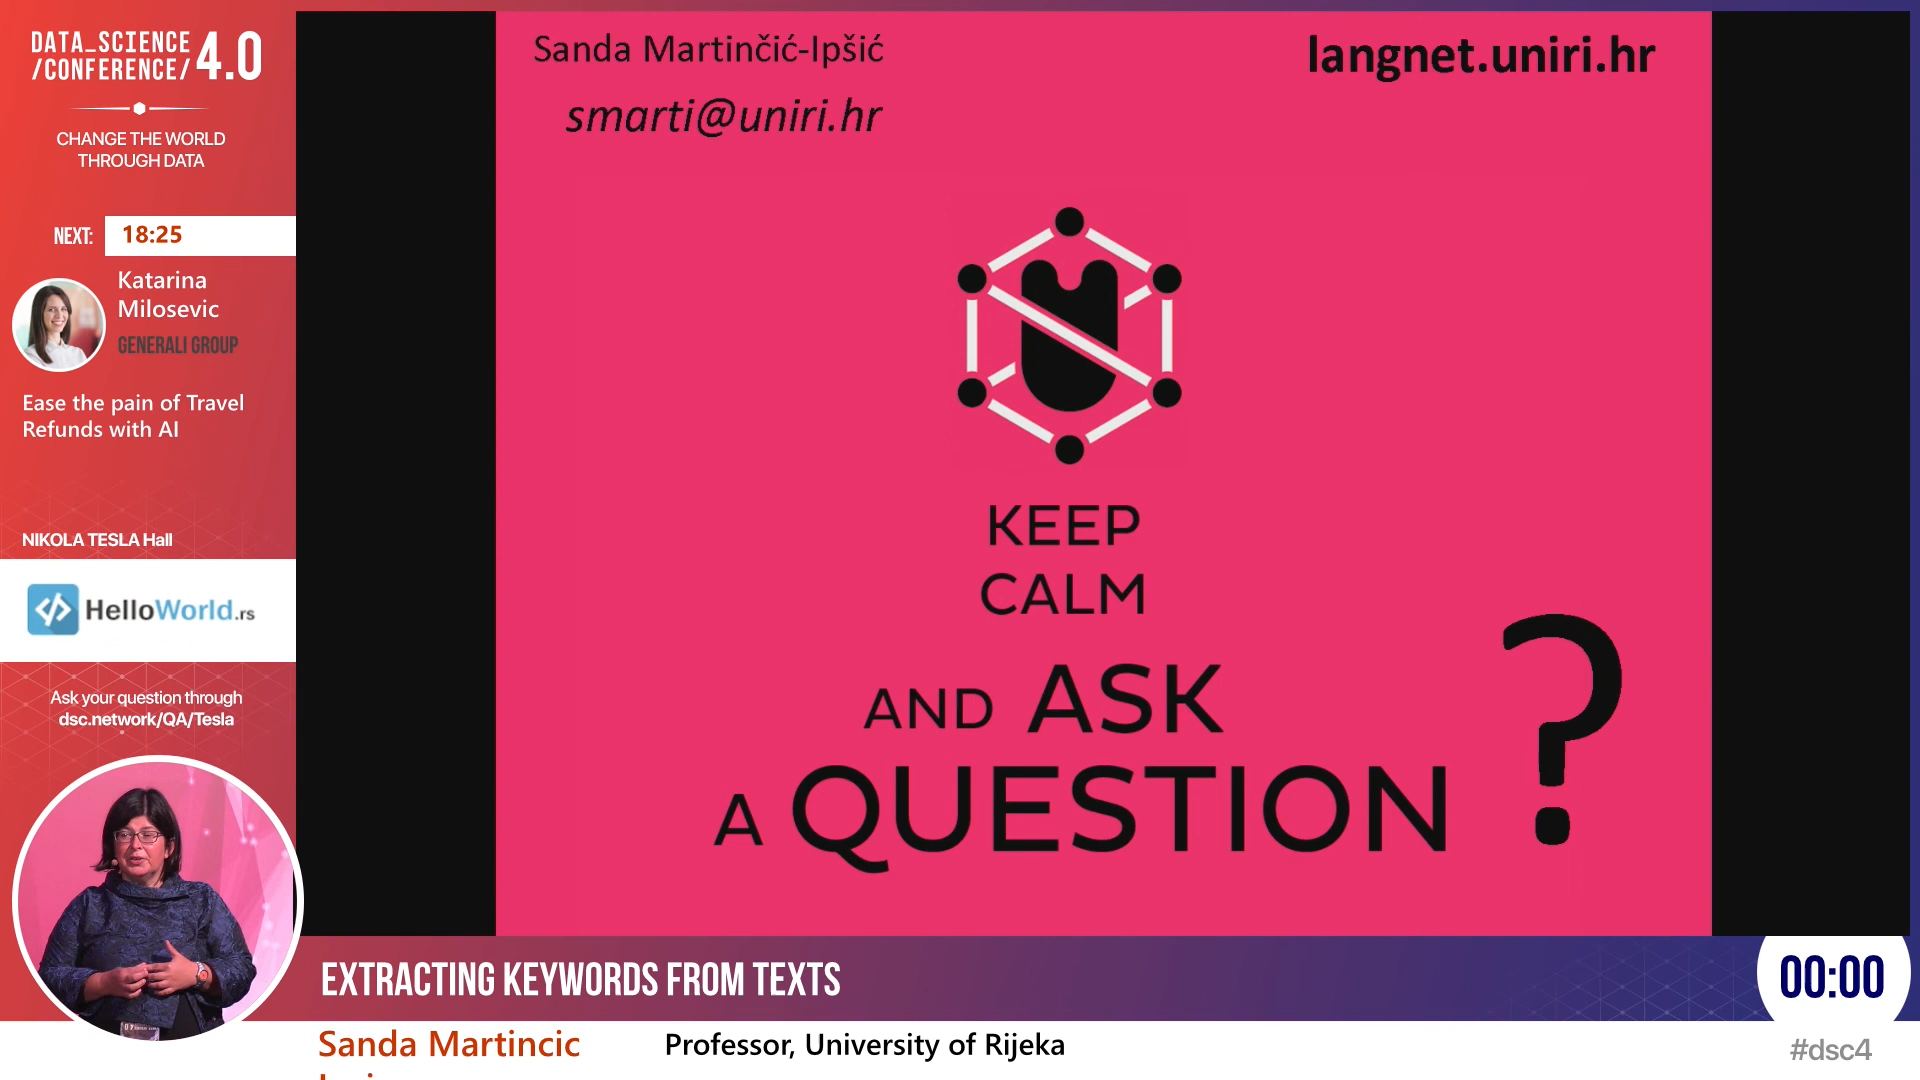 DATA_SCIENCE
/CONFERENCE/ 4.0
CHANGE THE WORLD
THROUGH DATA
NEXT: 18:25
Katarina
Milosevic
GENERALI GROUP
Ease the pain of Travel
Refunds with AI
NIKOLA TESLA Hall
HelloWorld.rs
Ask your question through
dsc.network/QA/Tesla
Sanda Martinčić-Ipšić
smarti@uniri.hr
langnet.uniri.hr
KEEP
CALM
AND ASK
A QUESTION ?
EXTRACTING KEYWORDS FROM TEXTS
00:00
Sanda Martincic
Professor, University of Rijeka
#dsc4